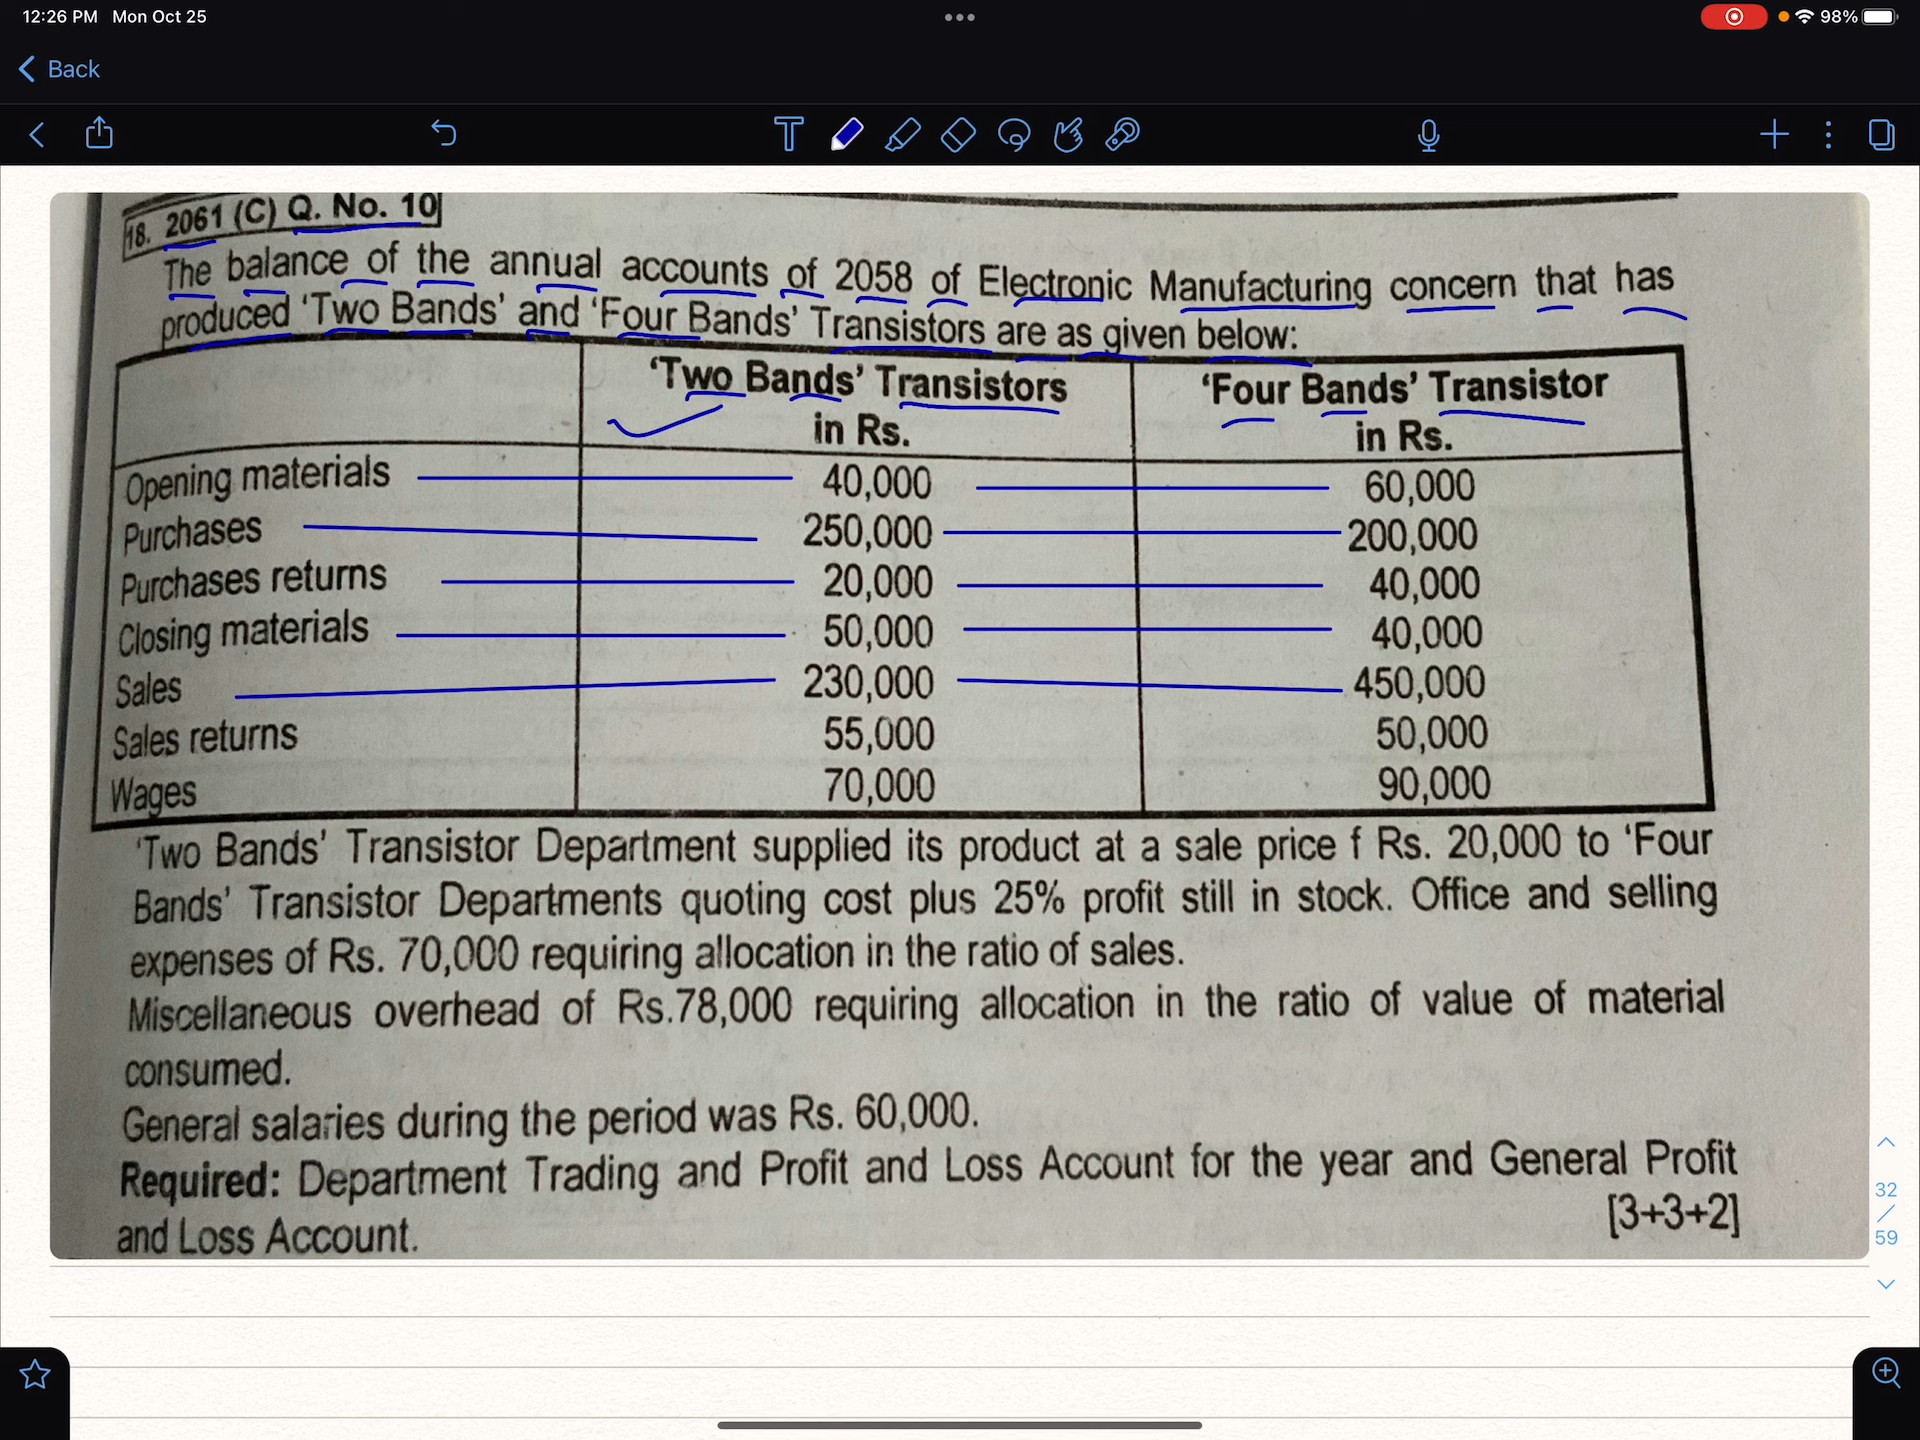 12:26 PM Mon Oct 25
98%
Back
18. 2061 (C) Q. No. 10
The balance of the annual accounts of 2058 of Electronic Manufacturing concern that has
produced 'Two Bands' and 'Four Bands' Transistors are as given below:
'Two Bands' Transistors in Rs. 'Four Bands' Transistor in Rs.
Opening materials 40,000 60,000
Purchases 250,000 200,000
Purchases returns 20,000 40,000
Closing materials 50,000 40,000
Sales 230,000 450,000
Sales returns 55,000 50,000
Wages 70,000 90,000
'Two Bands' Transistor Department supplied its product at a sale price f Rs. 20,000 to 'Four
Bands' Transistor Departments quoting cost plus 25% profit still in stock. Office and selling
expenses of Rs. 70,000 requiring allocation in the ratio of sales.
Miscellaneous overhead of Rs.78,000 requiring allocation in the ratio of value of material
consumed.
General salaries during the period was Rs. 60,000.
Required: Department Trading and Profit and Loss Account for the year and General Profit
and Loss Account. [3+3+2]
32
/
59